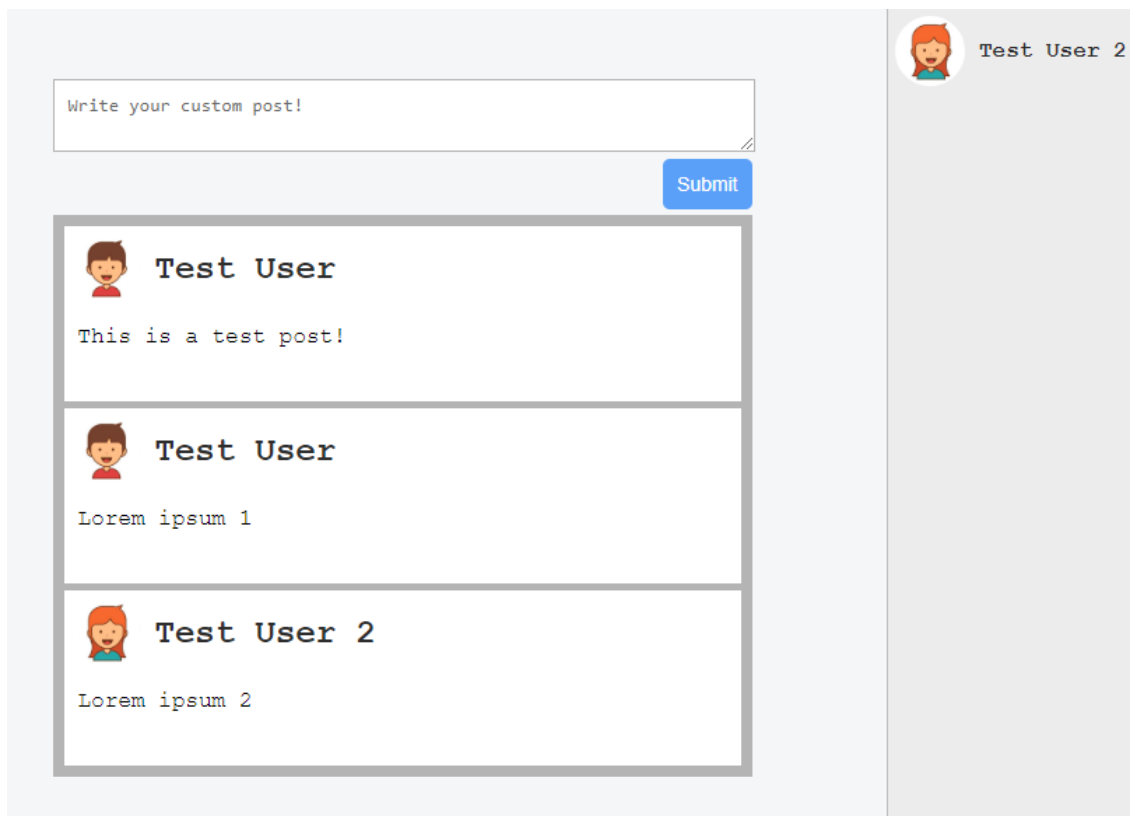 Test User 2
Write your custom post!
Submit
Test User
This is a test post!
Test User
Lorem ipsum 1
Test User 2
Lorem ipsum 2